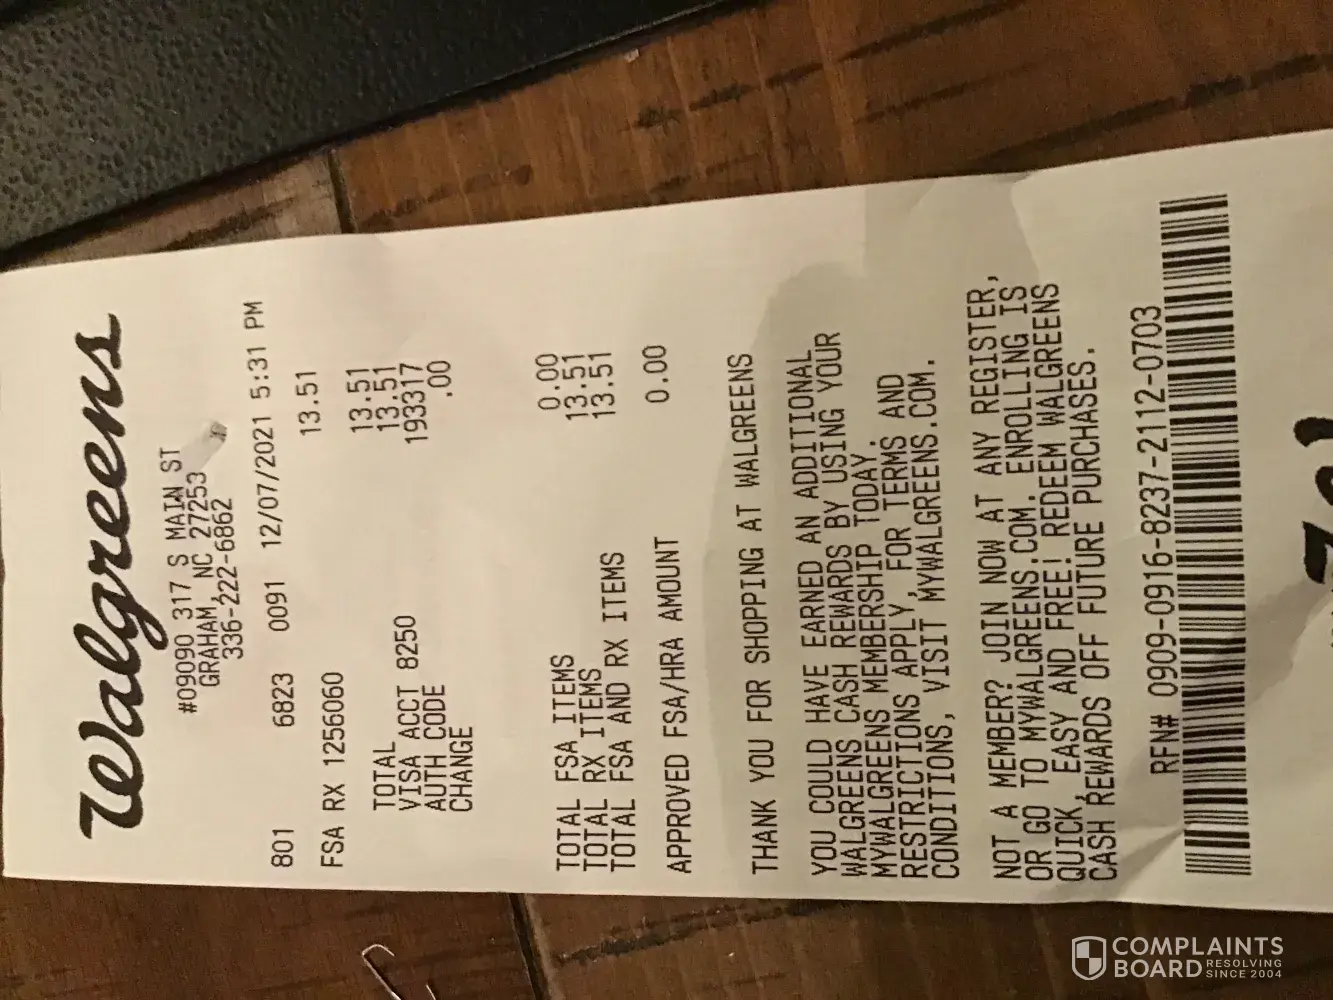 Walgreens
#09090 317 S MAIN ST
GRAHAM, NC 27253
336-222-6862
801 6823 0091 12/07/2021 5:31 PM
FSA RX 1256060 13.51
TOTAL 13.51
VISA ACCT 8250 13.51
AUTH CODE 193317
CHANGE .00
TOTAL FSA ITEMS 0.00
TOTAL RX ITEMS 13.51
TOTAL FSA AND RX ITEMS 13.51
APPROVED FSA/HRA AMOUNT 0.00
THANK YOU FOR SHOPPING AT WALGREENS
YOU COULD HAVE EARNED AN ADDITIONAL
WALGREENS CASH REWARDS BY USING YOUR
MYWALGREENS MEMBERSHIP TODAY.
RESTRICTIONS APPLY, FOR TERMS AND
CONDITIONS, VISIT MYWALGREENS.COM.
NOT A MEMBER? JOIN NOW AT ANY REGISTER,
OR GO TO MYWALGREENS.COM. ENROLLING IS
QUICK, EASY AND FREE! REDEEM WALGREENS
CASH REWARDS OFF FUTURE PURCHASES.
RFN# 0909-0916-8237-2112-0703
COMPLAINTS
BOARD RESOLVING
SINCE 2004